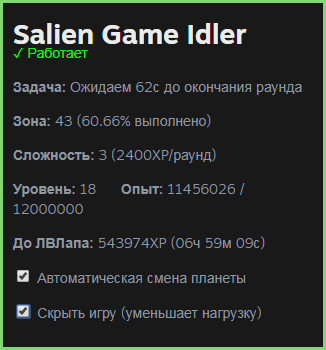 Salien Game Idler
✓ Работает
Задача: Ожидаем 62с до окончания раунда
Зона: 43 (60.66% выполнено)
Сложность: 3 (2400XP/раунд)
Уровень: 18 Опыт: 11456026 /
12000000
До ЛВЛапа: 543974XP (06ч 59м 09с)
Автоматическая смена планеты
Скрыть игру (уменьшает нагрузку)